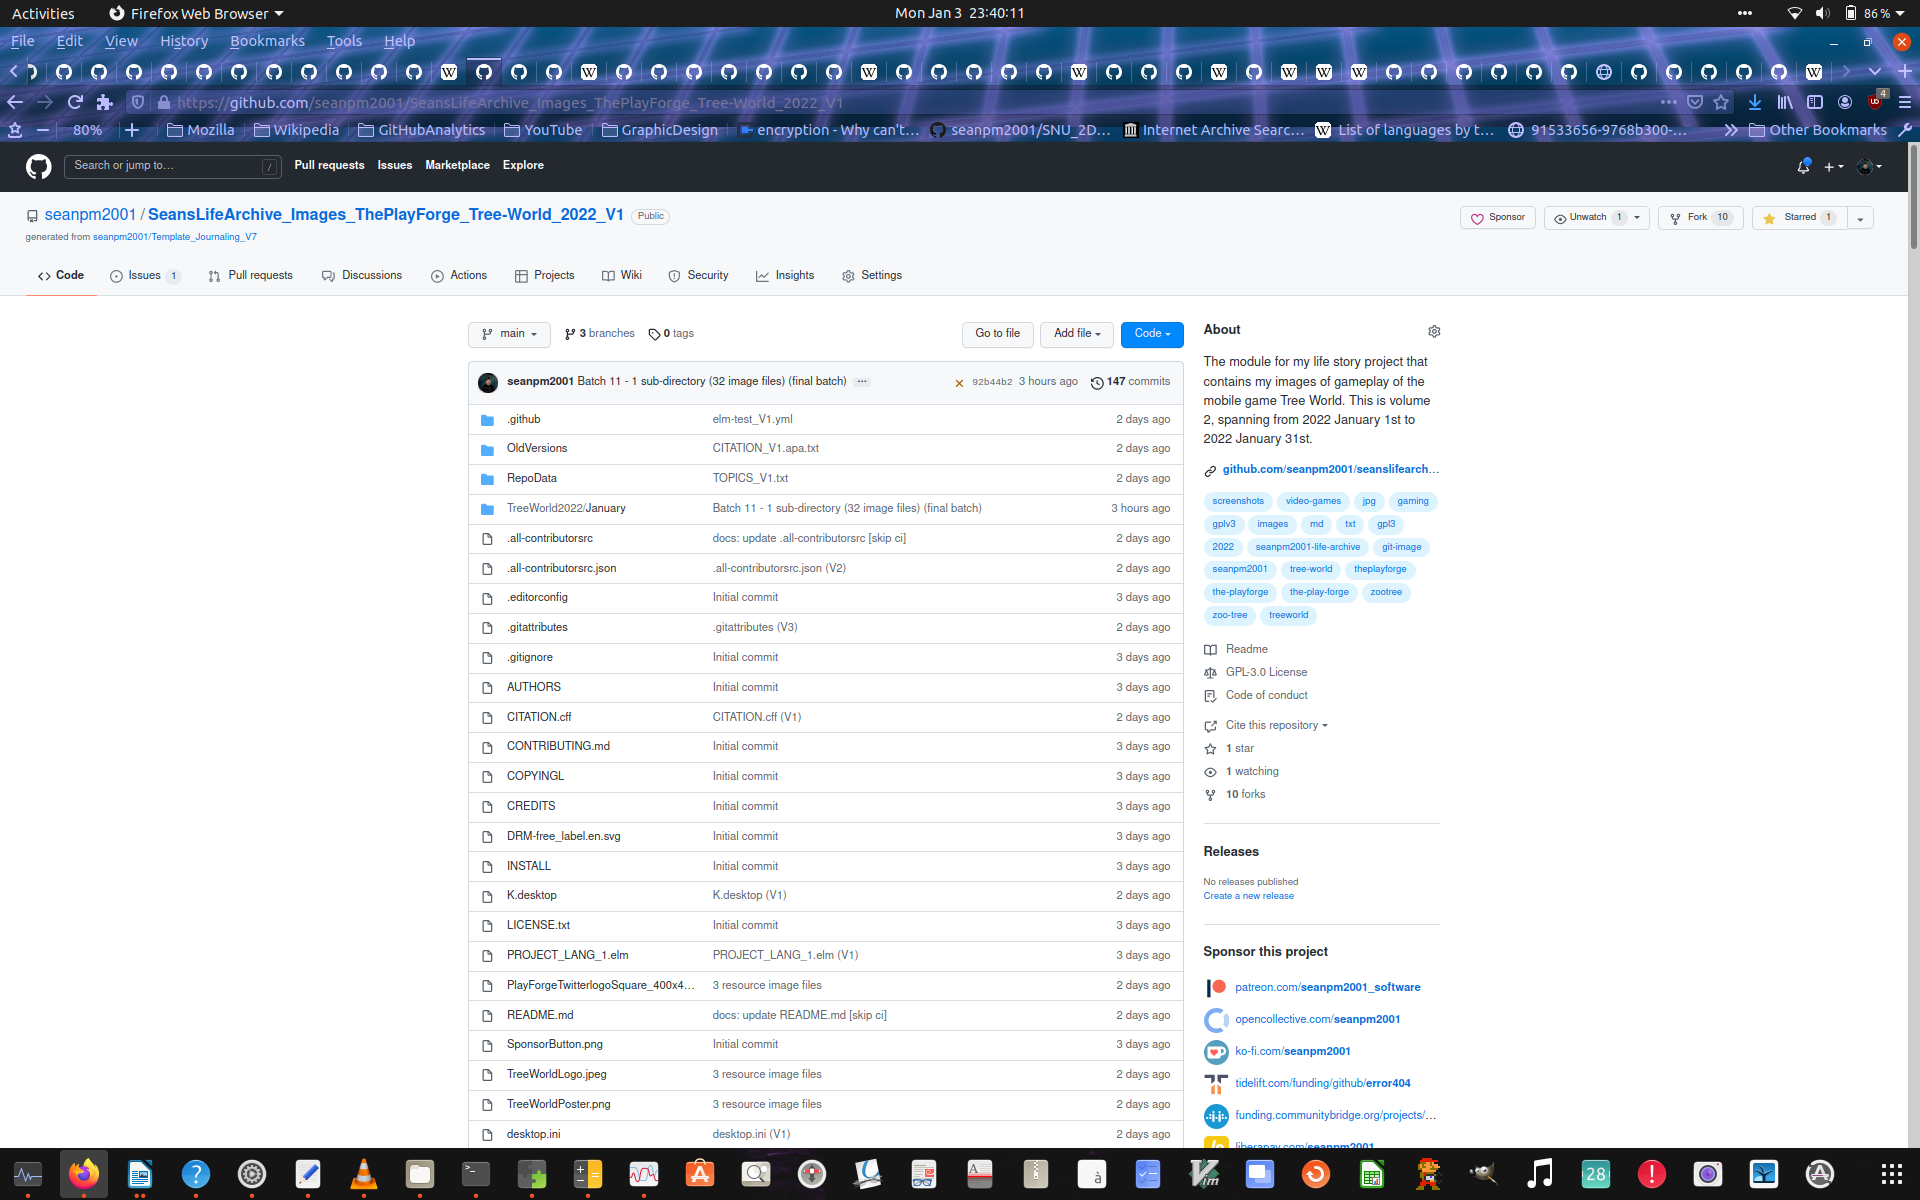 Activities
Firefox Web Browser
Mon Jan 3 23:40:11
86 %
File Edit View History Bookmarks Tools Help
https://github.com/seanpm2001/SeansLifeArchive_Images_ThePlayForge_Tree-World_2022_V1
4
80%
Mozilla
Wikipedia
GitHubAnalytics
YouTube
GraphicDesign
encryption - Why can't...
seanpm2001/SNU_2D...
Internet Archive Searc...
List of languages by t...
91533656-9768b300-...
Other Bookmarks
Search or jump to... /
Pull requests Issues Marketplace Explore
seanpm2001 / SeansLifeArchive_Images_ThePlayForge_Tree-World_2022_V1 Public
generated from seanpm2001/Template_Journaling_V7
Sponsor
Unwatch 1
Fork 10
Starred 1
Code
Issues 1
Pull requests
Discussions
Actions
Projects
Wiki
Security
Insights
Settings
main
3 branches
0 tags
Go to file
Add file
Code
seanpm2001 Batch 11 - 1 sub-directory (32 image files) (final batch) ...
92b44b2 3 hours ago 147 commits
.github elm-test_V1.yml 2 days ago
OldVersions CITATION_V1.apa.txt 2 days ago
RepoData TOPICS_V1.txt 2 days ago
TreeWorld2022/January Batch 11 - 1 sub-directory (32 image files) (final batch) 3 hours ago
.all-contributorsrc docs: update .all-contributorsrc [skip ci] 2 days ago
.all-contributorsrc.json .all-contributorsrc.json (V2) 2 days ago
.editorconfig Initial commit 3 days ago
.gitattributes .gitattributes (V3) 2 days ago
.gitignore Initial commit 3 days ago
AUTHORS Initial commit 3 days ago
CITATION.cff CITATION.cff (V1) 2 days ago
CONTRIBUTING.md Initial commit 3 days ago
COPYINGL Initial commit 3 days ago
CREDITS Initial commit 3 days ago
DRM-free_label.en.svg Initial commit 3 days ago
INSTALL Initial commit 3 days ago
K.desktop K.desktop (V1) 2 days ago
LICENSE.txt Initial commit 3 days ago
PROJECT_LANG_1.elm PROJECT_LANG_1.elm (V1) 3 days ago
PlayForgeTwitterlogoSquare_400x4... 3 resource image files 2 days ago
README.md docs: update README.md [skip ci] 2 days ago
SponsorButton.png Initial commit 3 days ago
TreeWorldLogo.jpeg 3 resource image files 2 days ago
TreeWorldPoster.png 3 resource image files 2 days ago
desktop.ini desktop.ini (V1) 2 days ago
About
The module for my life story project that
contains my images of gameplay of the
mobile game Tree World. This is volume
2, spanning from 2022 January 1st to
2022 January 31st.
github.com/seanpm2001/seanslifearch...
screenshots video-games jpg gaming
gplv3 images md txt gpl3
2022 seanpm2001-life-archive git-image
seanpm2001 tree-world theplayforge
the-playforge the-play-forge zootree
zoo-tree treeworld
Readme
GPL-3.0 License
Code of conduct
Cite this repository
1 star
1 watching
10 forks
Releases
No releases published
Create a new release
Sponsor this project
patreon.com/seanpm2001_software
opencollective.com/seanpm2001
ko-fi.com/seanpm2001
tidelift.com/funding/github/error404
funding.communitybridge.org/projects/...
liberapay.com/seanpm2001
28